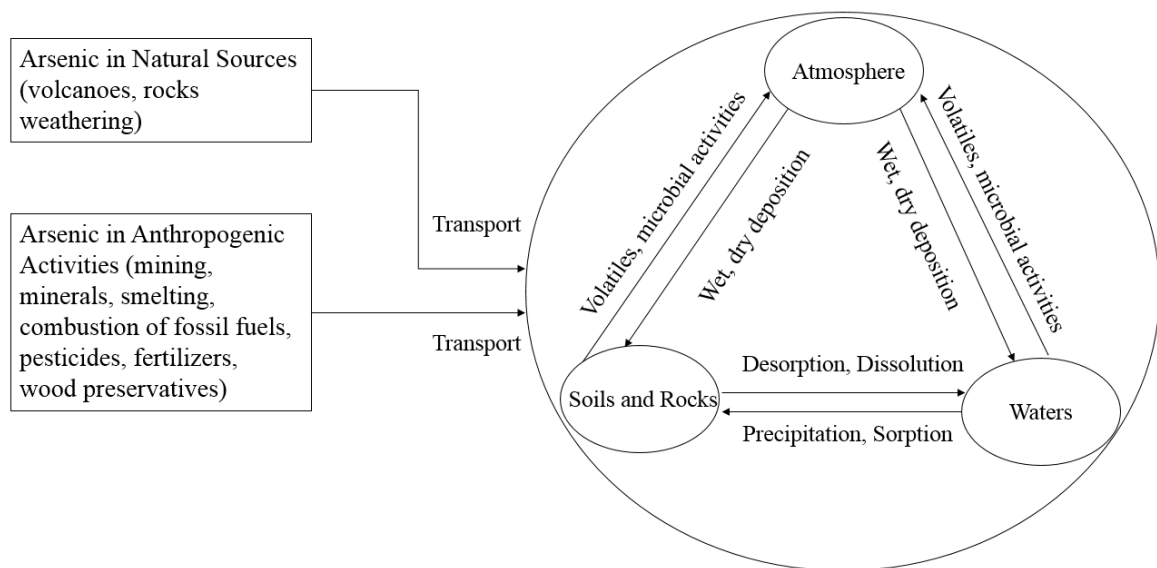 Arsenic in Natural Sources
(volcanoes, rocks
weathering)
Arsenic in Anthropogenic
Activities (mining,
minerals, smelting,
combustion of fossil fuels,
pesticides, fertilizers,
wood preservatives)
Transport
Transport
Atmosphere
Volatiles, microbial activities
Wet, dry deposition
Wet, dry deposition
Volatiles, microbial activities
Soils and Rocks
Desorption, Dissolution
Precipitation, Sorption
Waters